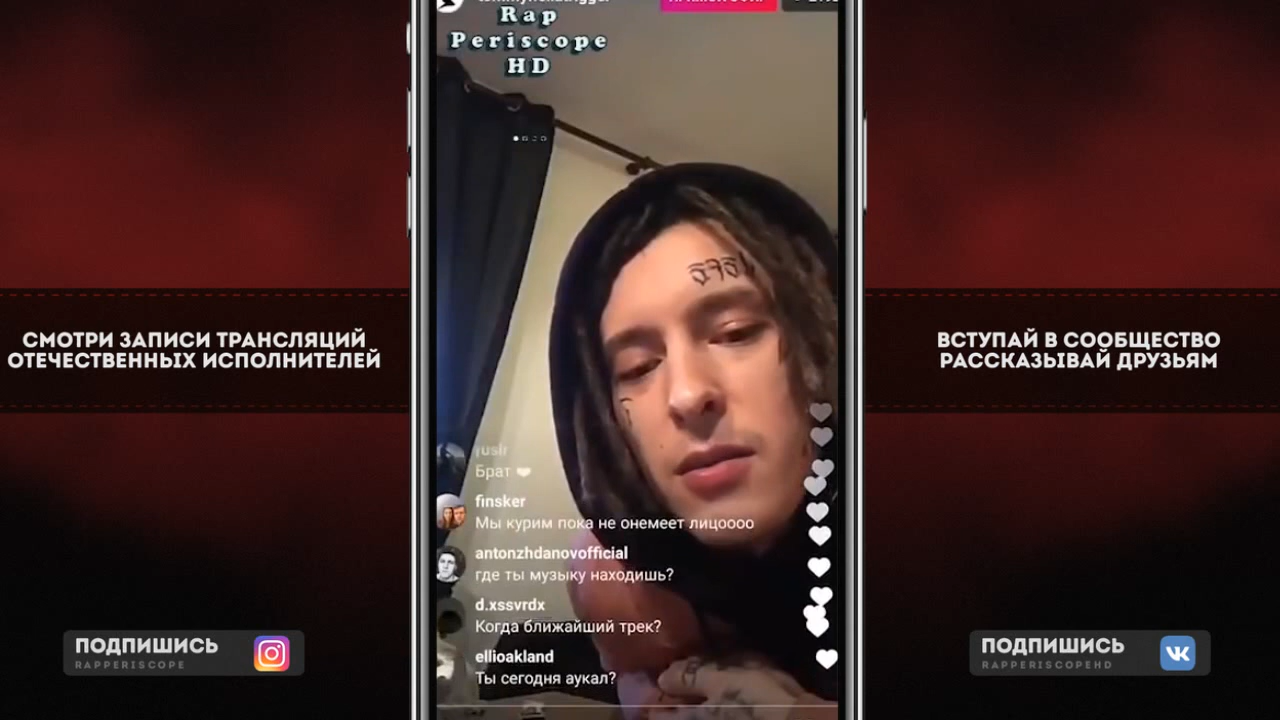 Rap
Periscope
HD
СМОТРИ ЗАПИСИ ТРАНСЛЯЦИЙ
ОТЕЧЕСТВЕННЫХ ИСПОЛНИТЕЛЕЙ
ВСТУПАЙ В СООБЩЕСТВО
РАССКАЗЫВАЙ ДРУЗЬЯМ
Брат ❤
finsker
Мы курим пока не онемеет лицоооо
antonzhdanovofficial
где ты музыку находишь?
d.xssvrdx
Когда ближайший трек?
ellioakland
Ты сегодня аукал?
ПОДПИШИСЬ
RAPPERISCOPE
ПОДПИШИСЬ
RAPPERISCOPEHD